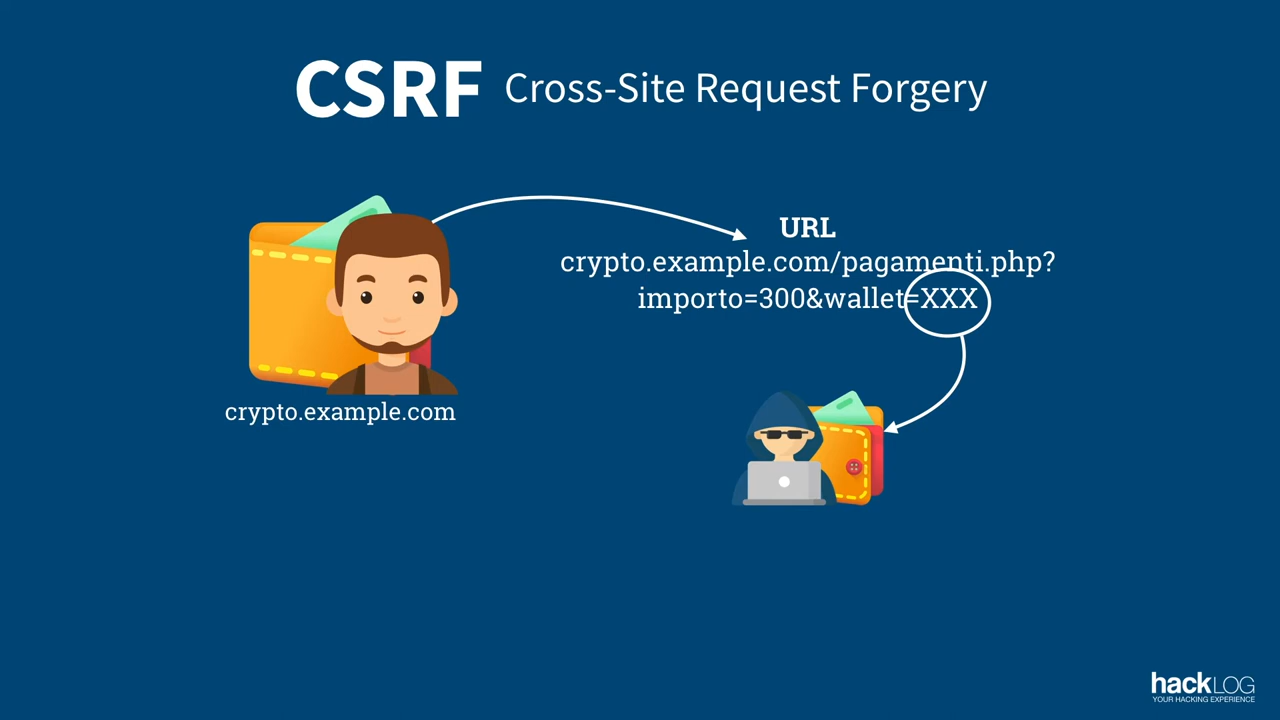 CSRF Cross-Site Request Forgery
URL
crypto.example.com/pagamenti.php?
importo=300&wallet=XXX
crypto.example.com
hackLOG
YOUR HACKING EXPERIENCE